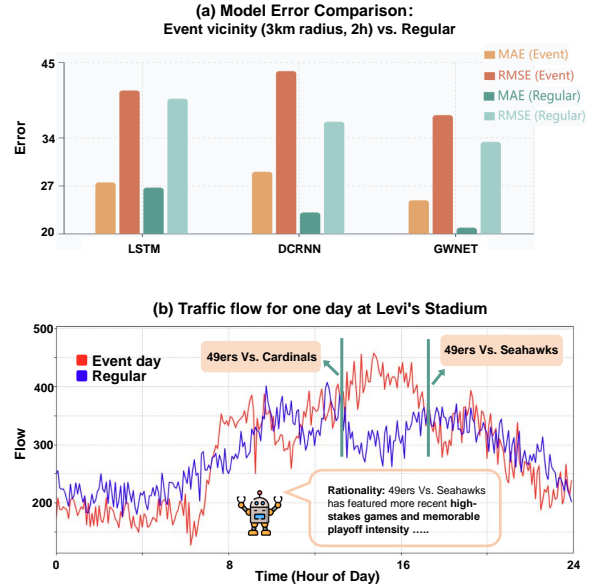 (a) Model Error Comparison:
Event vicinity (3km radius, 2h) vs. Regular
45
34
27
20
Error
MAE (Event)
RMSE (Event)
MAE (Regular)
RMSE (Regular)
LSTM
DCRNN
GWNET
(b) Traffic flow for one day at Levi's Stadium
500
400
300
200
Flow
Event day
Regular
49ers Vs. Cardinals
49ers Vs. Seahawks
Rationality: 49ers Vs. Seahawks
has featured more recent high-
stakes games and memorable
playoff intensity .....
0
8
16
24
Time (Hour of Day)